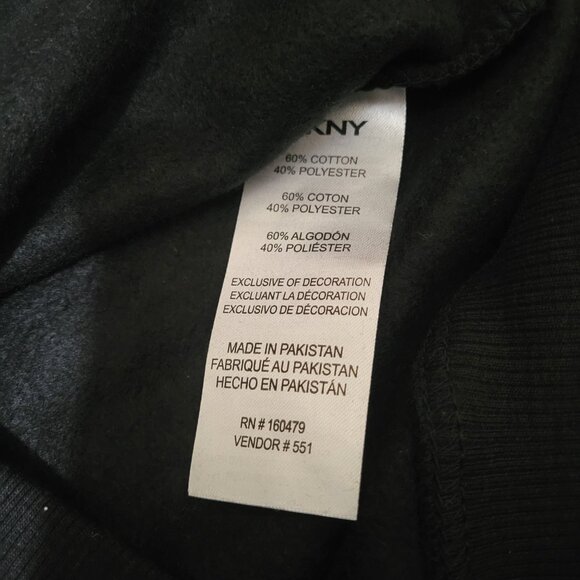 KNY
60% COTTON
40% POLYESTER
60% COTON
40% POLYESTER
60% ALGODÓN
40% POLIÉSTER
EXCLUSIVE OF DECORATION
EXCLUANT LA DÉCORATION
EXCLUSIVO DE DÉCORACION
MADE IN PAKISTAN
FABRIQUÉ AU PAKISTAN
HECHO EN PAKISTÁN
RN # 160479
VENDOR # 551